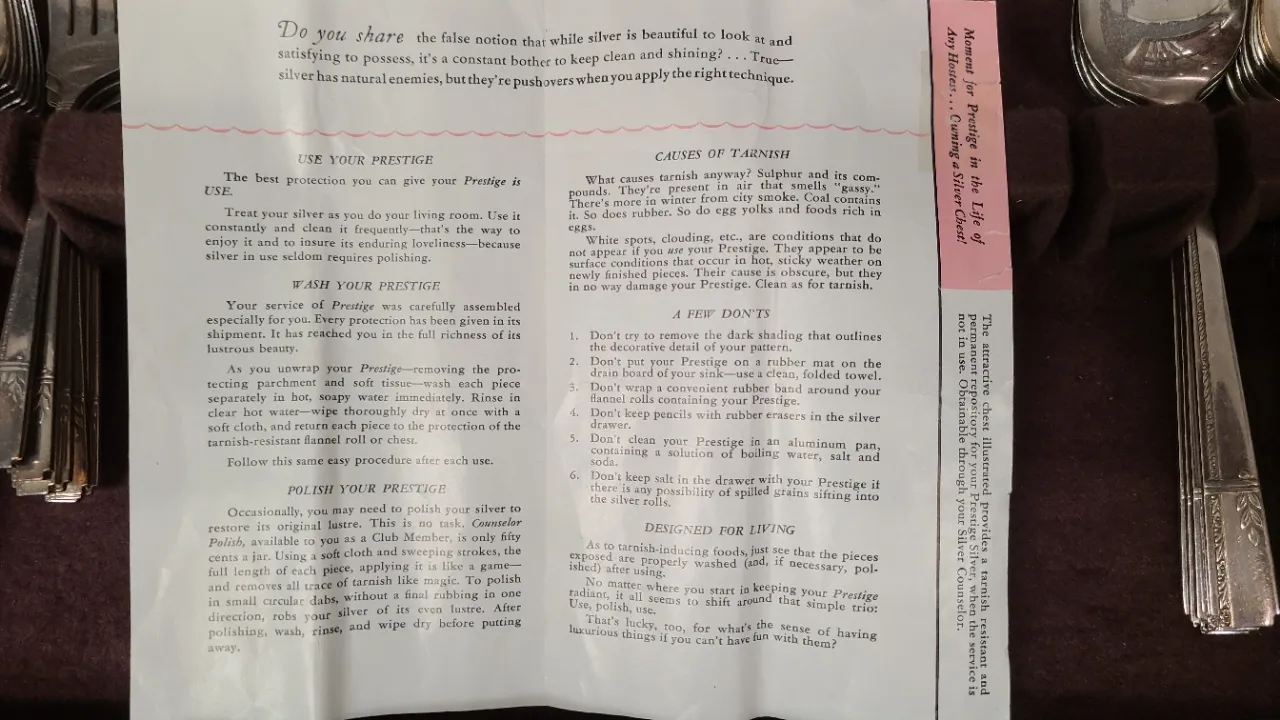 Do you share the false notion that while silver is beautiful to look at and
satisfying to possess, it's a constant bother to keep clean and shining? . . . True—
silver has natural enemies, but they're pushovers when you apply the right technique.
USE YOUR PRESTIGE
The best protection you can give your Prestige is
USE.
Treat your silver as you do your living room. Use it
constantly and clean it frequently—that's the way to
enjoy it and to insure its enduring loveliness—because
silver in use seldom requires polishing.
WASH YOUR PRESTIGE
Your service of Prestige was carefully assembled
especially for you. Every protection has been given in its
shipment. It has reached you in the full richness of its
lustrous beauty.
As you unwrap your Prestige—removing the pro-
tecting parchment and soft tissue—wash each piece
separately in hot, soapy water immediately. Rinse in
clear hot water—wipe thoroughly dry at once with a
soft cloth, and return each piece to the protection of the
tarnish-resistant flannel roll or chest.
Follow this same easy procedure after each use.
POLISH YOUR PRESTIGE
Occasionally, you may need to polish your silver to
restore its original lustre. This is no task. Counselor
Polish, available to you as a Club Member, is only fifty
cents a jar. Using a soft cloth and sweeping strokes, the
full length of each piece, applying it is like a game—
and removes all trace of tarnish like magic. To polish
in small circular dabs, without a final rubbing in one
direction, robs your silver of its even lustre. After
polishing, wash, rinse, and wipe dry before putting
away.
CAUSES OF TARNISH
What causes tarnish anyway? Sulphur and its com-
pounds. They're present in air that smells "gassy."
There's more in winter from city smoke. Coal contains
it. So does rubber. So do egg yolks and foods rich in
eggs.
White spots, clouding, etc., are conditions that do
not appear if you use your Prestige. They appear to be
surface conditions that occur in hot, sticky weather on
newly finished pieces. Their cause is obscure, but they
in no way damage your Prestige. Clean as for tarnish.
A FEW DON'TS
1. Don't try to remove the dark shading that outlines
the decorative detail of your pattern.
2. Don't put your Prestige on a rubber mat on the
drain board of your sink—use a clean, folded towel.
3. Don't wrap a convenient rubber band around your
flannel rolls containing your Prestige.
4. Don't keep pencils with rubber erasers in the silver
drawer.
5. Don't clean your Prestige in an aluminum pan,
containing a solution of boiling water, salt and
soda.
6. Don't keep salt in the drawer with your Prestige if
there is any possibility of spilled grains sifting into
the silver rolls.
DESIGNED FOR LIVING
As to tarnish-inducing foods, just see that the pieces
exposed are properly washed (and, if necessary, pol-
ished) after using.
No matter where you start in keeping your Prestige
radiant, it all seems to shift around that simple trio:
Use, polish, use.
That's lucky, too, for what's the sense of having
luxurious things if you can't have fun with them?
Moment for Prestige in the Life of
Any Hostess . . . Owning a Silver Chest!
The attractive chest illustrated provides a tarnish resistant and
permanent repository for your Prestige Silver, when the service is
not in use. Obtainable through your Silver Counselor.